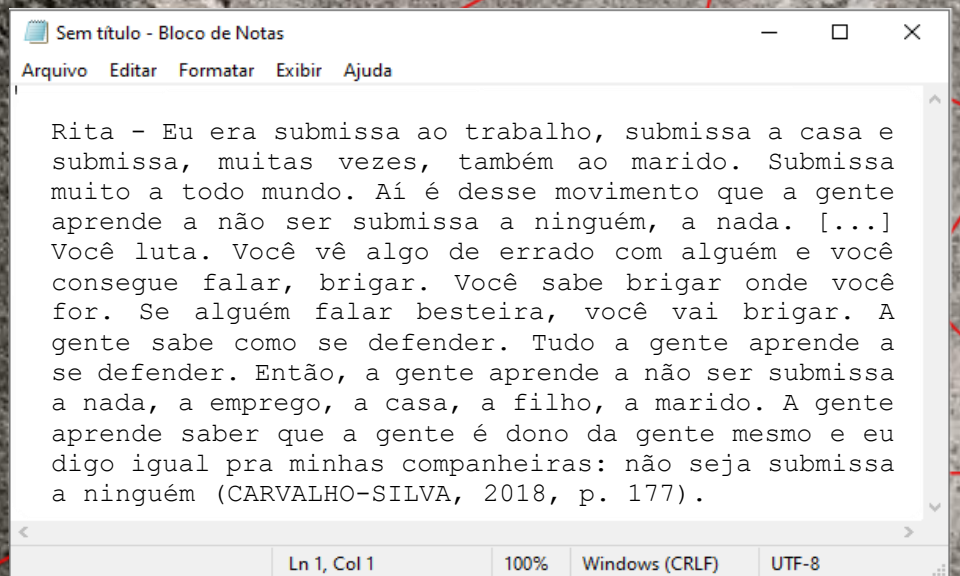 Sem título - Bloco de Notas
Arquivo Editar Formatar Exibir Ajuda
Rita - Eu era submissa ao trabalho, submissa a casa e
submissa, muitas vezes, também ao marido. Submissa
muito a todo mundo. Aí é desse movimento que a gente
aprende a não ser submissa a ninguém, a nada. [...]
Você luta. Você vê algo de errado com alguém e você
consegue falar, brigar. Você sabe brigar onde você
for. Se alguém falar besteira, você vai brigar. A
gente sabe como se defender. Tudo a gente aprende a
se defender. Então, a gente aprende a não ser submissa
a nada, a emprego, a casa, a filho, a marido. A gente
aprende saber que a gente é dono da gente mesmo e eu
digo igual pra minhas companheiras: não seja submissa
a ninguém (CARVALHO-SILVA, 2018, p. 177).
Ln 1, Col 1 100% Windows (CRLF) UTF-8